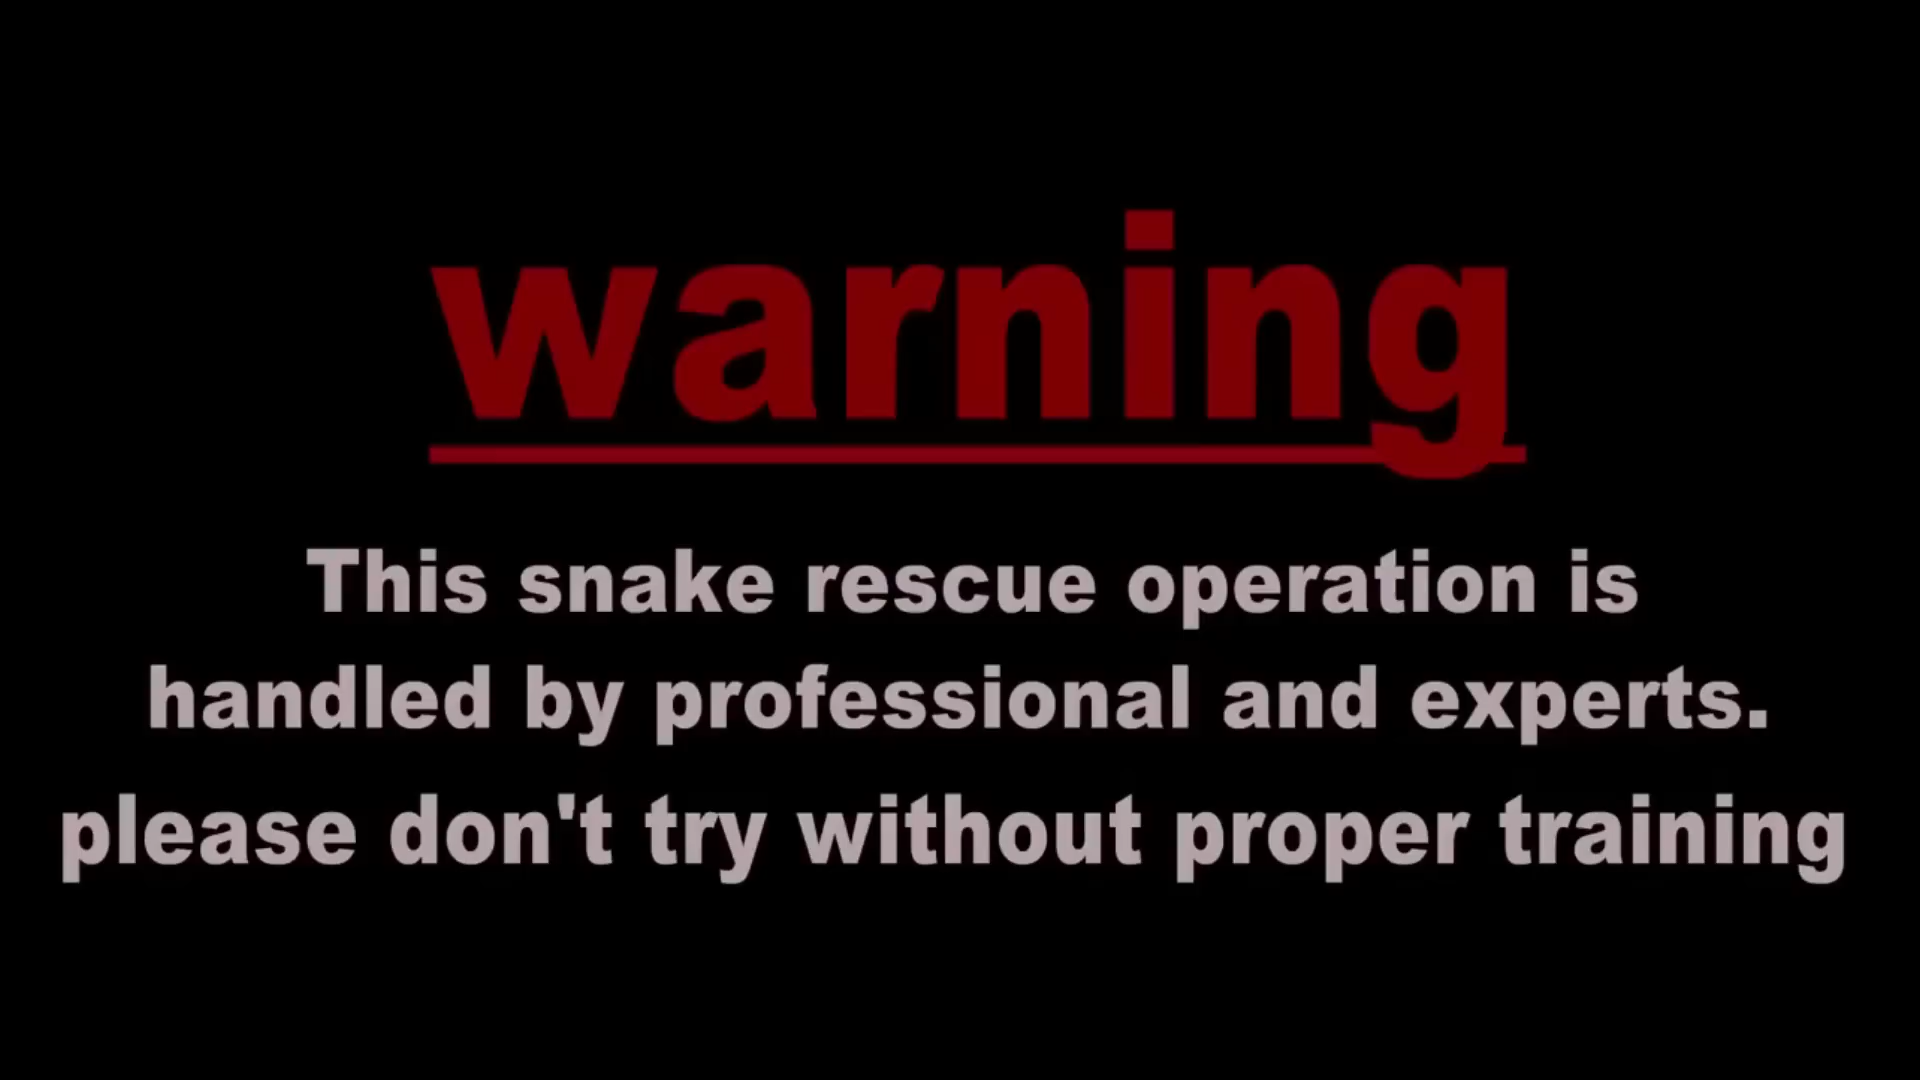 warning
This snake rescue operation is
handled by professional and experts.
please don't try without proper training